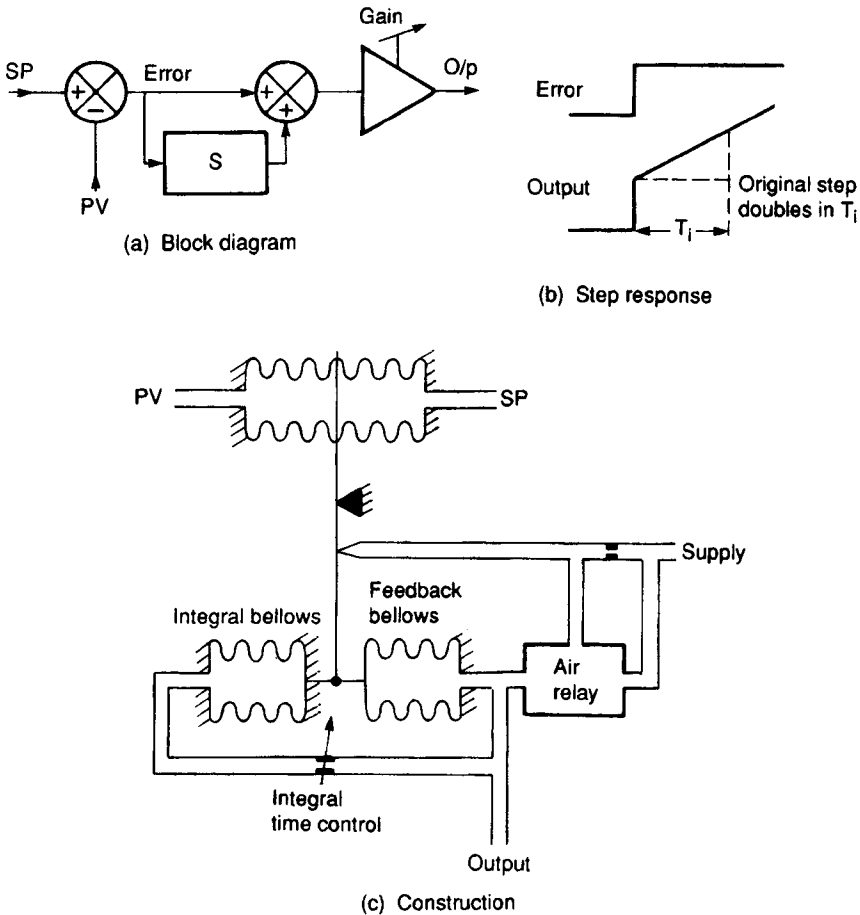 Gain
SP
Error
O/p
+
−
+
+
S
PV
(a) Block diagram
Error
Output
Original step
doubles in Ti
Ti
(b) Step response
PV
SP
Supply
Integral bellows
Feedback
bellows
Air
relay
Integral
time control
Output
(c) Construction